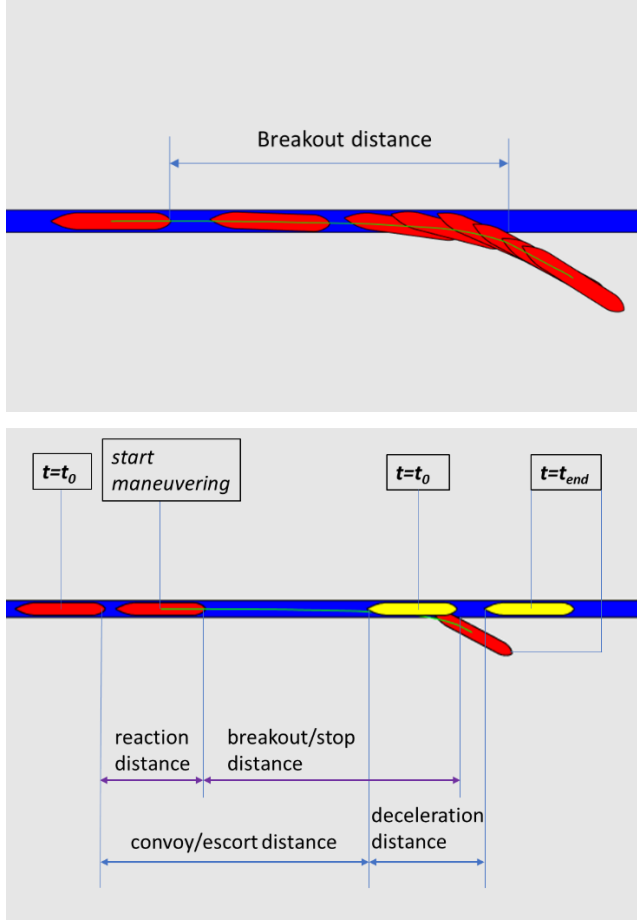 Breakout distance
t=t0
start
maneuvering
t=t0
t=tend
reaction
distance
breakout/stop
distance
deceleration
distance
convoy/escort distance